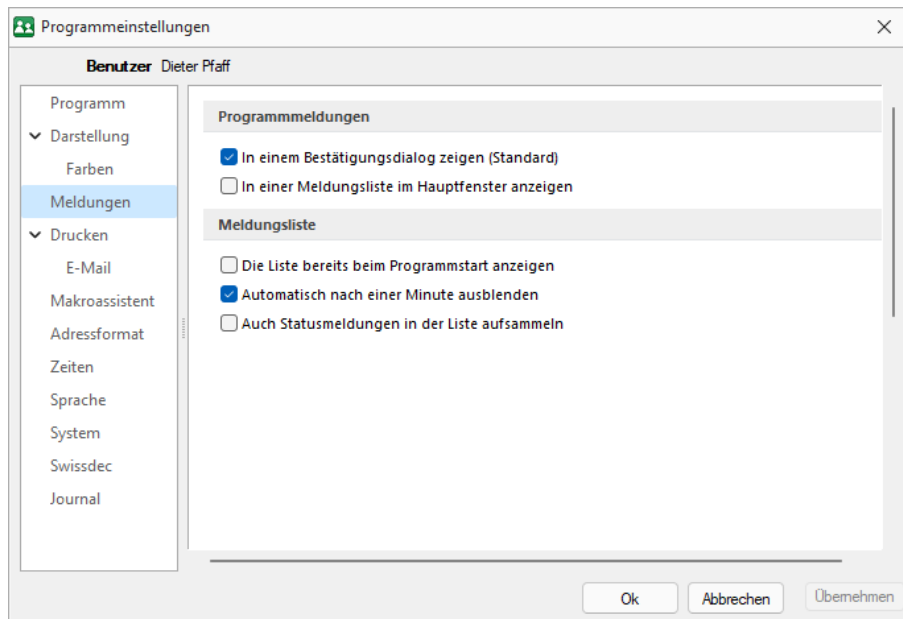 Programmeinstellungen
Benutzer Dieter Pfaff
Programm
Darstellung
Farben
Meldungen
Drucken
E-Mail
Makroassistent
Adressformat
Zeiten
Sprache
System
Swissdec
Journal
Programmmeldungen
In einem Bestätigungsdialog zeigen (Standard)
In einer Meldungsliste im Hauptfenster anzeigen
Meldungsliste
Die Liste bereits beim Programmstart anzeigen
Automatisch nach einer Minute ausblenden
Auch Statusmeldungen in der Liste aufsammeln
Ok
Abbrechen
Übernehmen